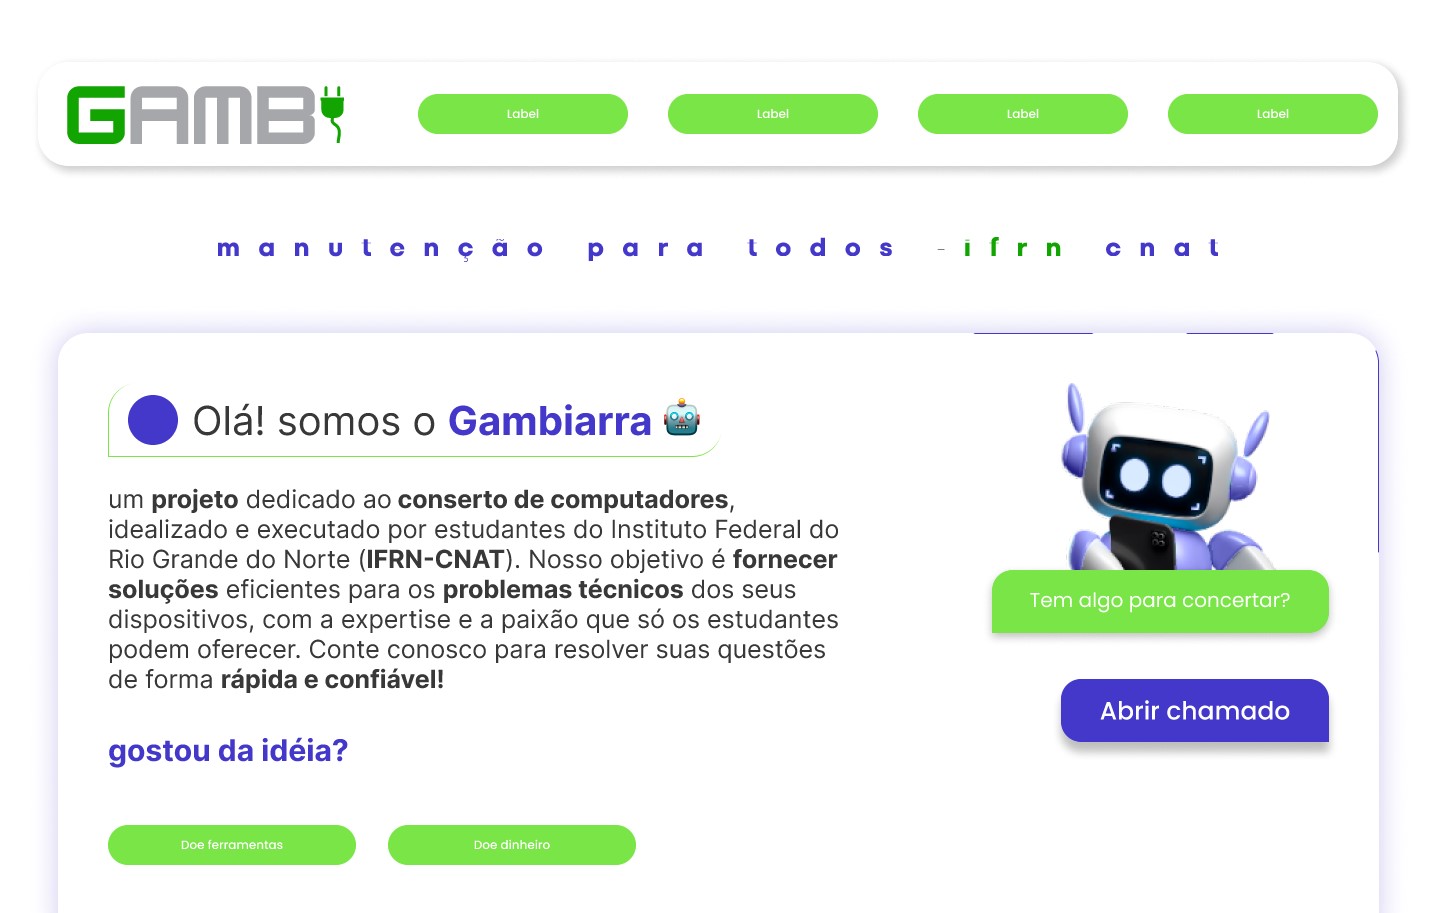 GAMBI
Label
Label
Label
Label
manutenção para todos - ifrn cnat
Olá! somos o Gambiarra
um projeto dedicado ao conserto de computadores,
idealizado e executado por estudantes do Instituto Federal do
Rio Grande do Norte (IFRN-CNAT). Nosso objetivo é fornecer
soluções eficientes para os problemas técnicos dos seus
dispositivos, com a expertise e a paixão que só os estudantes
podem oferecer. Conte conosco para resolver suas questões
de forma rápida e confiável!
Tem algo para concertar?
Abrir chamado
gostou da idéia?
Doe ferramentas
Doe dinheiro